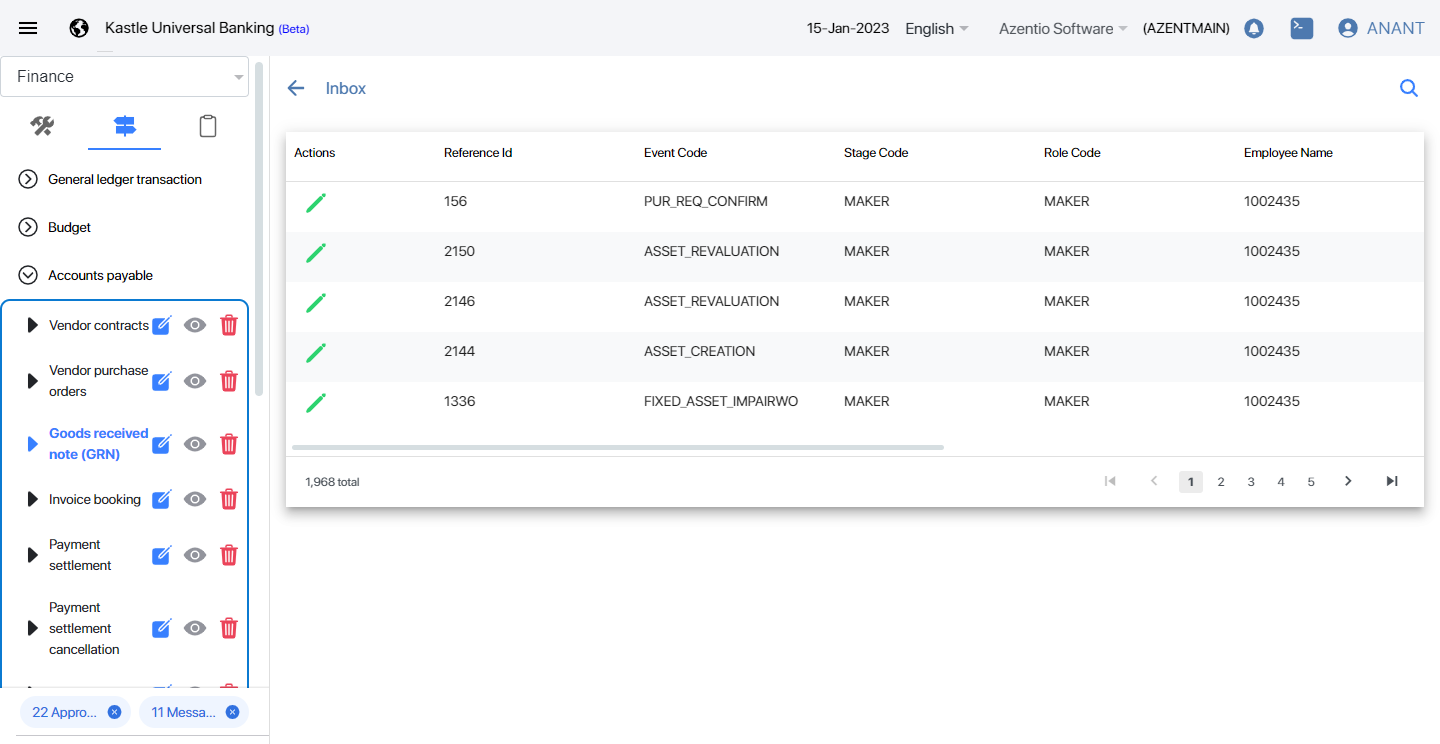 Kastle Universal Banking (Beta)
15-Jan-2023 English Azentio Software (AZENTMAIN) ANANT
Finance
General ledger transaction
Budget
Accounts payable
Vendor contracts
Vendor purchase
orders
Goods received
note (GRN)
Invoice booking
Payment
settlement
Payment
settlement
cancellation
22 Appro... 11 Messa...
Inbox
Actions Reference Id Event Code Stage Code Role Code Employee Name
156 PUR_REQ_CONFIRM MAKER MAKER 1002435
2150 ASSET_REVALUATION MAKER MAKER 1002435
2146 ASSET_REVALUATION MAKER MAKER 1002435
2144 ASSET_CREATION MAKER MAKER 1002435
1336 FIXED_ASSET_IMPAIRWO MAKER MAKER 1002435
1,968 total 1 2 3 4 5